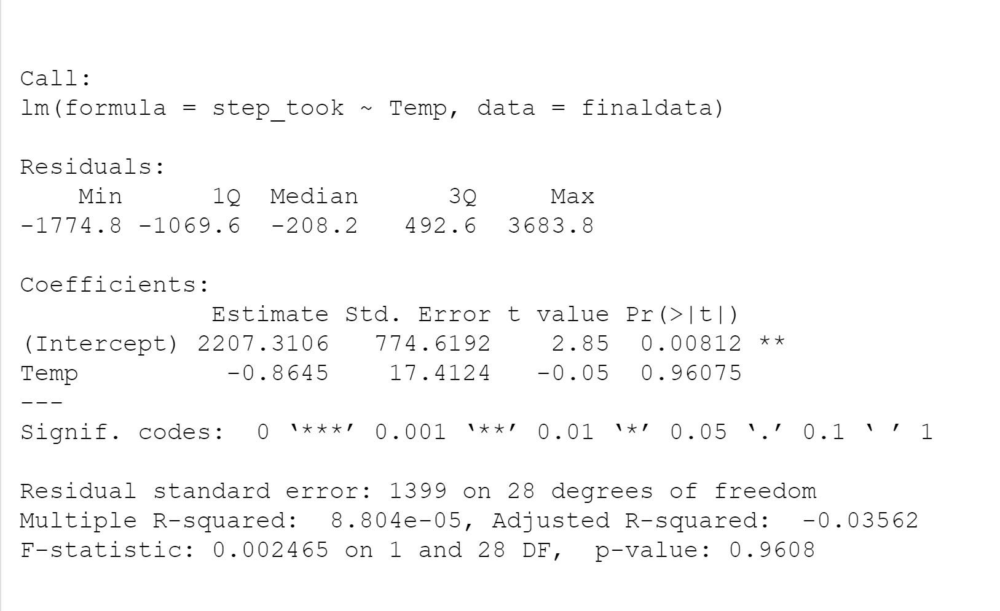 Call:
lm(formula = step_took ~ Temp, data = finaldata)
Residuals:
    Min      1Q  Median      3Q     Max
-1774.8 -1069.6  -208.2   492.6  3683.8
Coefficients:
             Estimate Std. Error t value Pr(>|t|)
(Intercept) 2207.3106   774.6192    2.85  0.00812 **
Temp          -0.8645    17.4124   -0.05  0.96075
---
Signif. codes:  0 ‘***’ 0.001 ‘**’ 0.01 ‘*’ 0.05 ‘.’ 0.1 ‘ ’ 1
Residual standard error: 1399 on 28 degrees of freedom
Multiple R-squared:  8.804e-05, Adjusted R-squared:  -0.03562
F-statistic: 0.002465 on 1 and 28 DF,  p-value: 0.9608